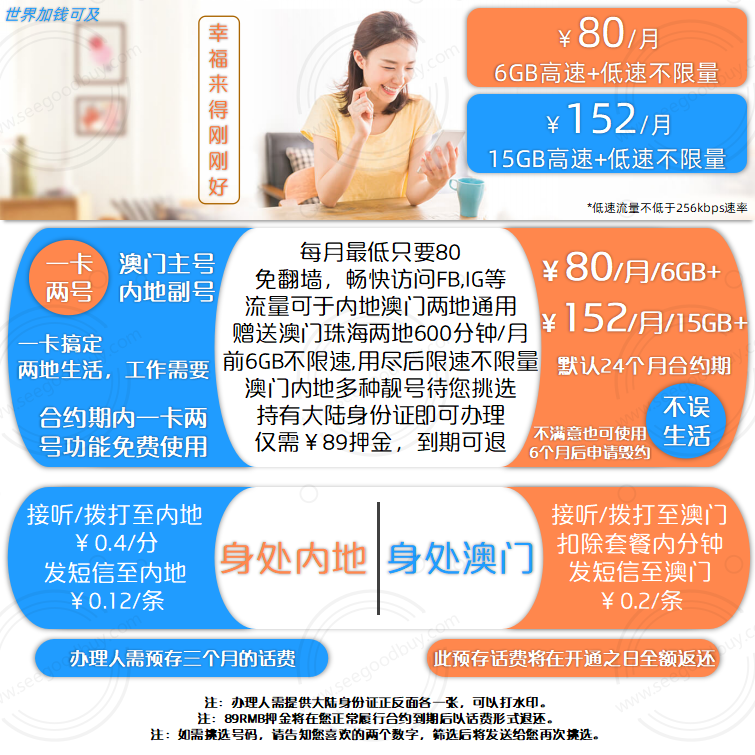 世界加钱可及
幸福来得刚刚好
￥80/月
6GB高速+低速不限量
￥152/月
15GB高速+低速不限量
*低速流量不低于256kbps速率
一卡
两号
澳门主号
内地副号
一卡搞定
两地生活，工作需要
合约期内一卡两
号功能免费使用
每月最低只要80
免翻墙，畅快访问FB,IG等
流量可于内地澳门两地通用
赠送澳门珠海两地600分钟/月
前6GB不限速,用尽后限速不限量
澳门内地多种靓号待您挑选
持有大陆身份证即可办理
仅需￥89押金，到期可退
￥80/月/6GB+
￥152/月/15GB+
默认24个月合约期
不误
生活
不满意也可使用
6个月后申请毁约
接听/拨打至内地
￥0.4/分
发短信至内地
￥0.12/条
身处内地
身处澳门
接听/拨打至澳门
扣除套餐内分钟
发短信至澳门
￥0.2/条
办理人需预存三个月的话费
此预存话费将在开通之日全额返还
注：办理人需提供大陆身份证正反面各一张，可以打水印。
注：89RMB押金将在您正常履行合约到期后以话费形式退还。
注：如需挑选号码，请告知您喜欢的两个数字，筛选后将发送给您再次挑选。
www.seegoodbuy.com